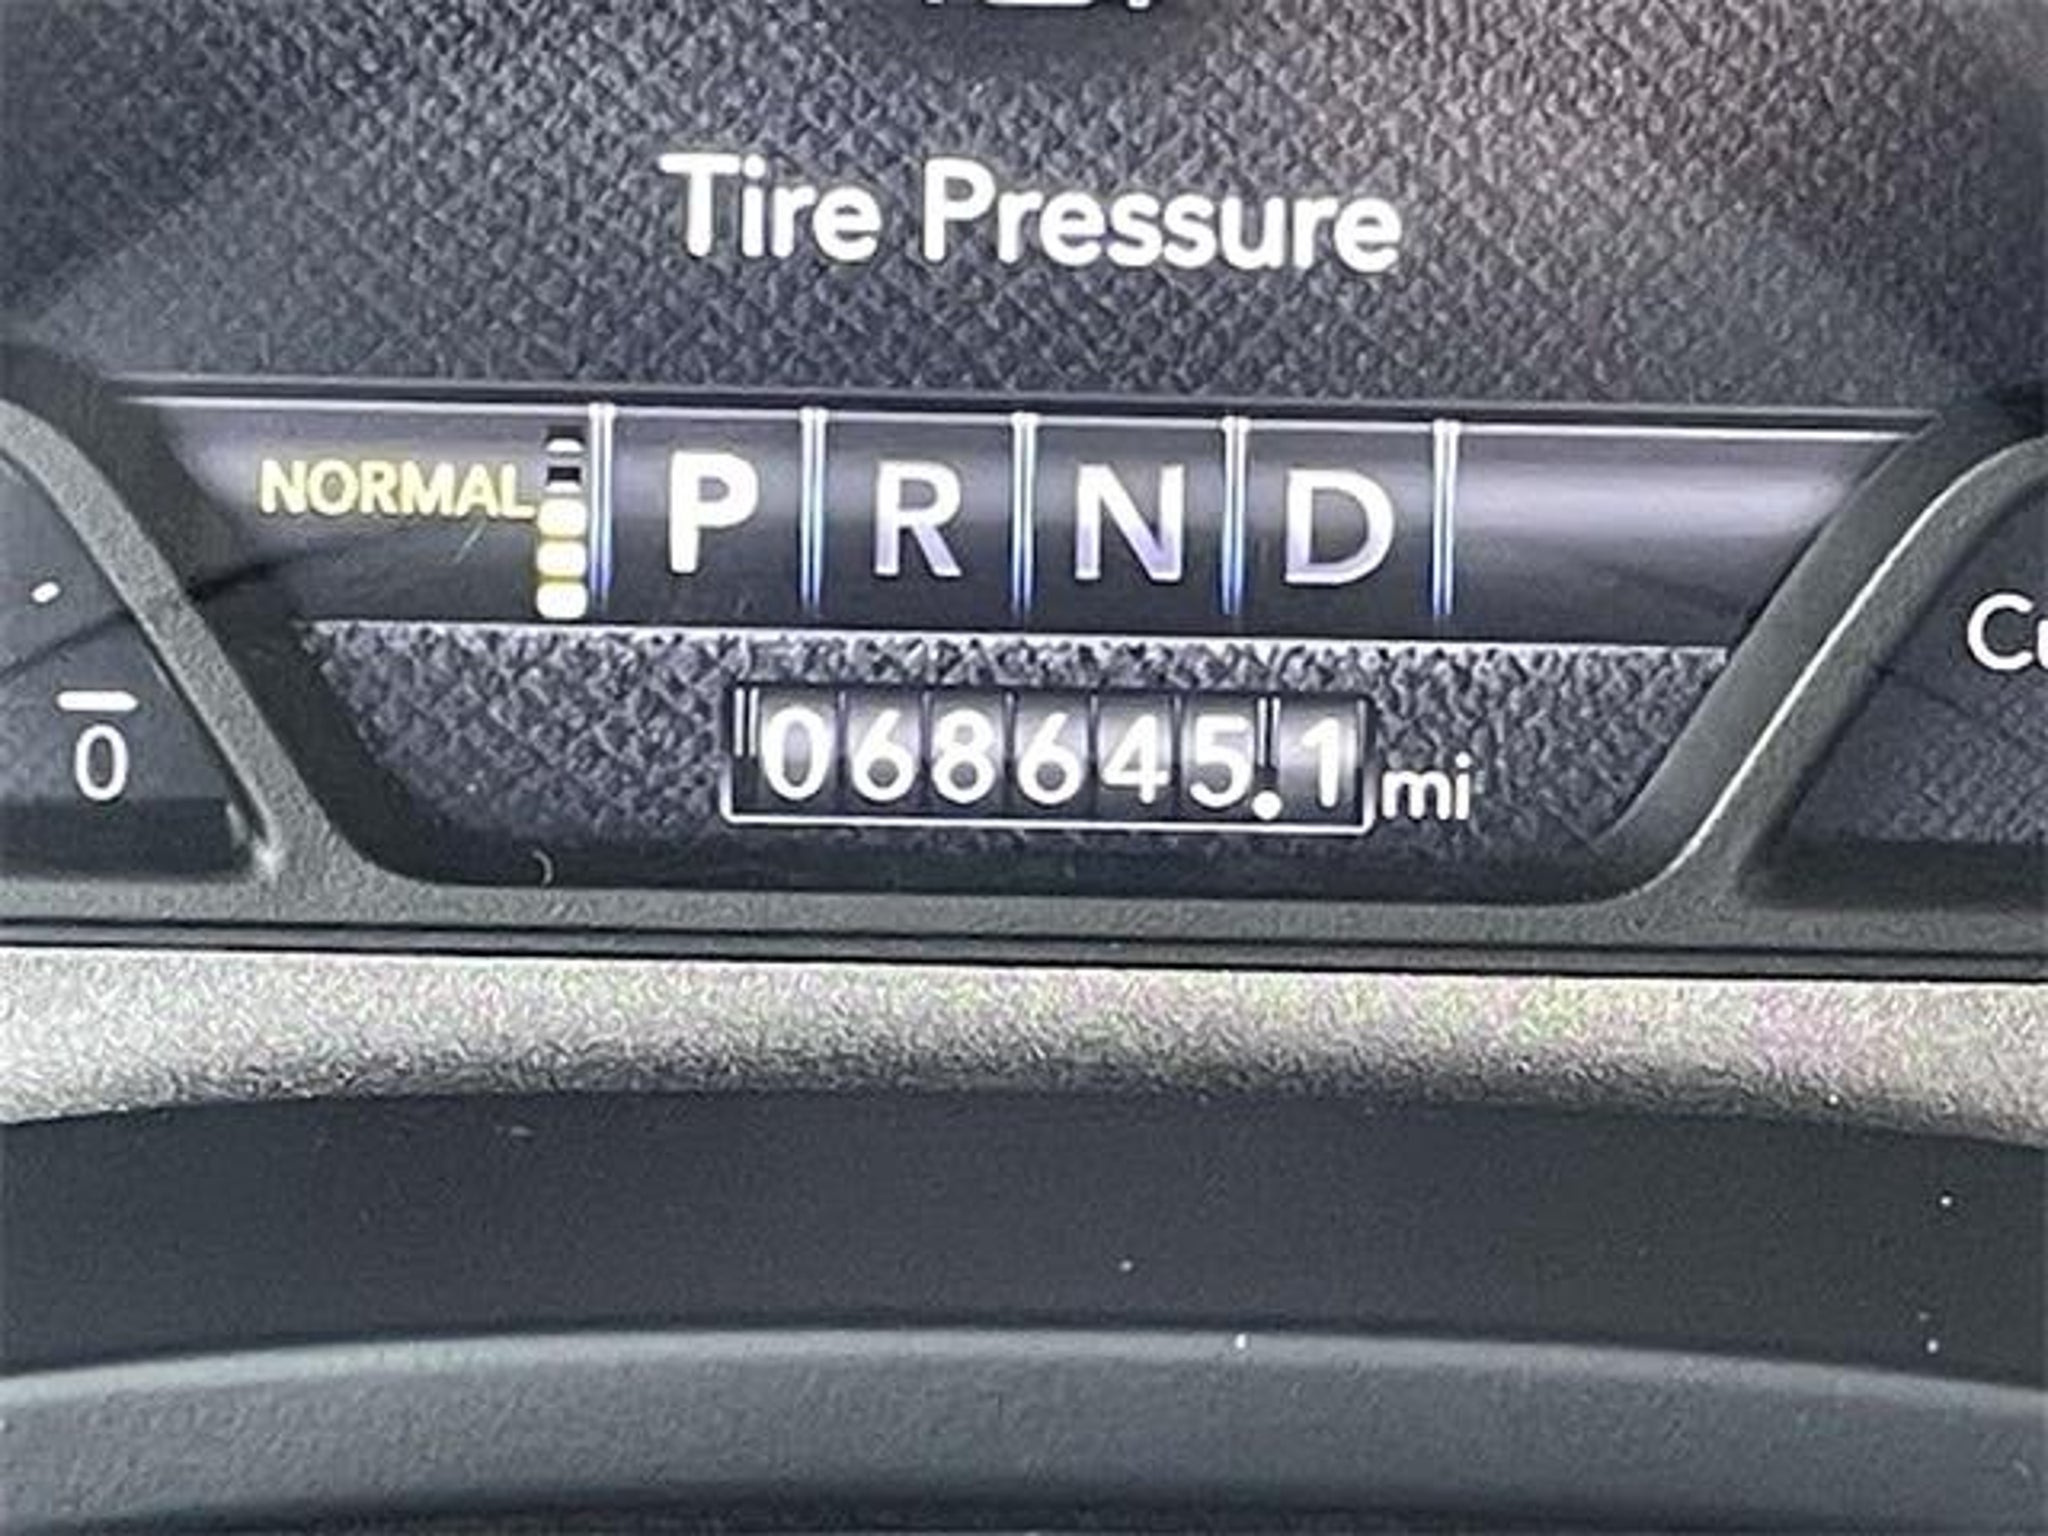 Tire Pressure
NORMAL P R N D
0
068645.1 mi